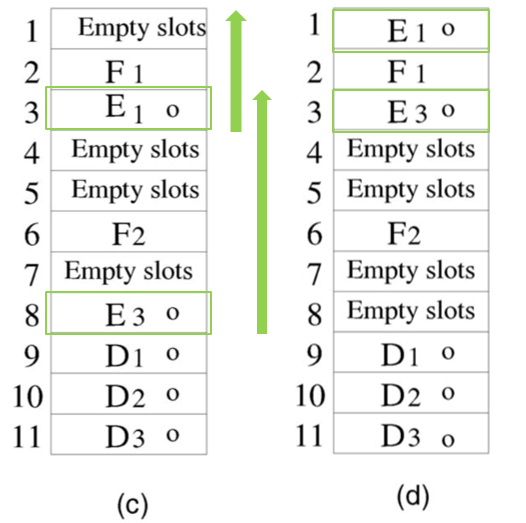 1 Empty slots
2 F1
3 E1 o
4 Empty slots
5 Empty slots
6 F2
7 Empty slots
8 E3 o
9 D1 o
10 D2 o
11 D3 o
(c)
1 E1 o
2 F1
3 E3 o
4 Empty slots
5 Empty slots
6 F2
7 Empty slots
8 Empty slots
9 D1 o
10 D2 o
11 D3 o
(d)